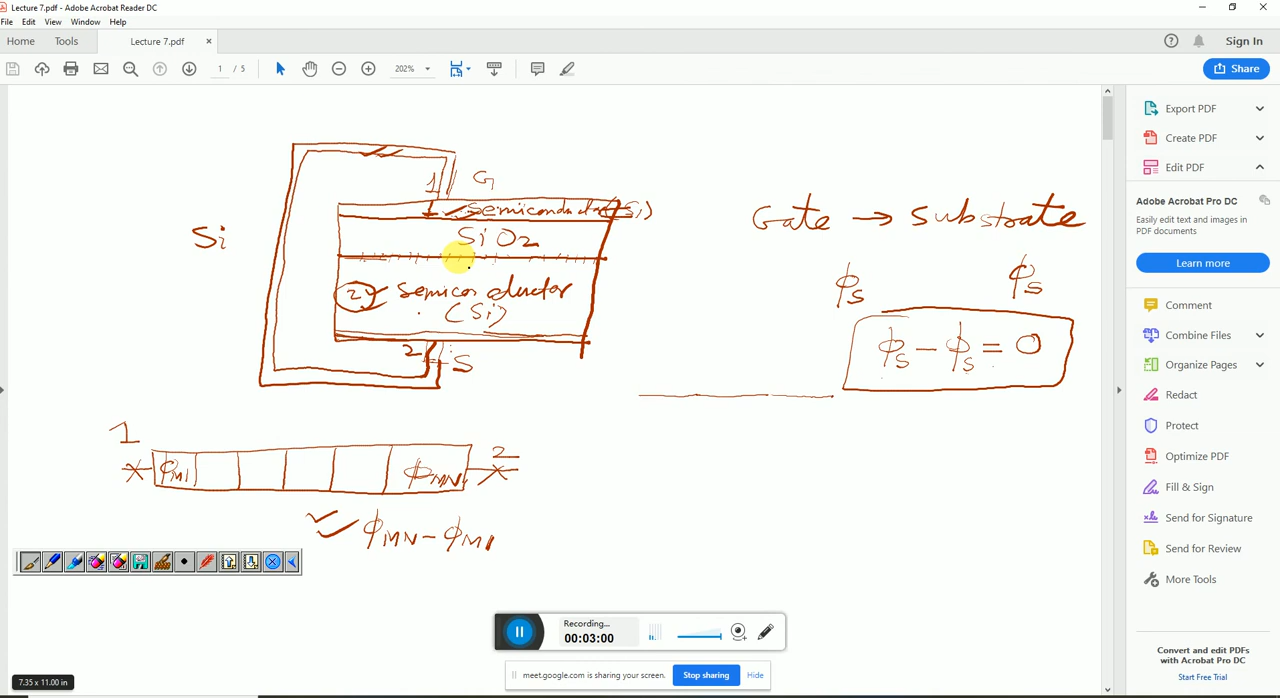 Lecture 7.pdf - Adobe Acrobat Reader DC
File Edit View Window Help
Home Tools Lecture 7.pdf × Sign In
1 / 5 202% Share
1 G
1 Semiconductor (Si)
Si
SiO2
2 Semiconductor
(Si)
2 S
Gate → Substrate
ϕS ϕS
ϕS - ϕS = 0
1 2
ϕM1 ϕMN
ϕMN - ϕM1
Export PDF
Create PDF
Edit PDF
Adobe Acrobat Pro DC
Easily edit text and images in
PDF documents
Learn more
Comment
Combine Files
Organize Pages
Redact
Protect
Optimize PDF
Fill & Sign
Send for Signature
Send for Review
More Tools
Convert and edit PDFs
with Acrobat Pro DC
Start Free Trial
Recording...
00:03:00
meet.google.com is sharing your screen. Stop sharing Hide
7.35 x 11.00 in